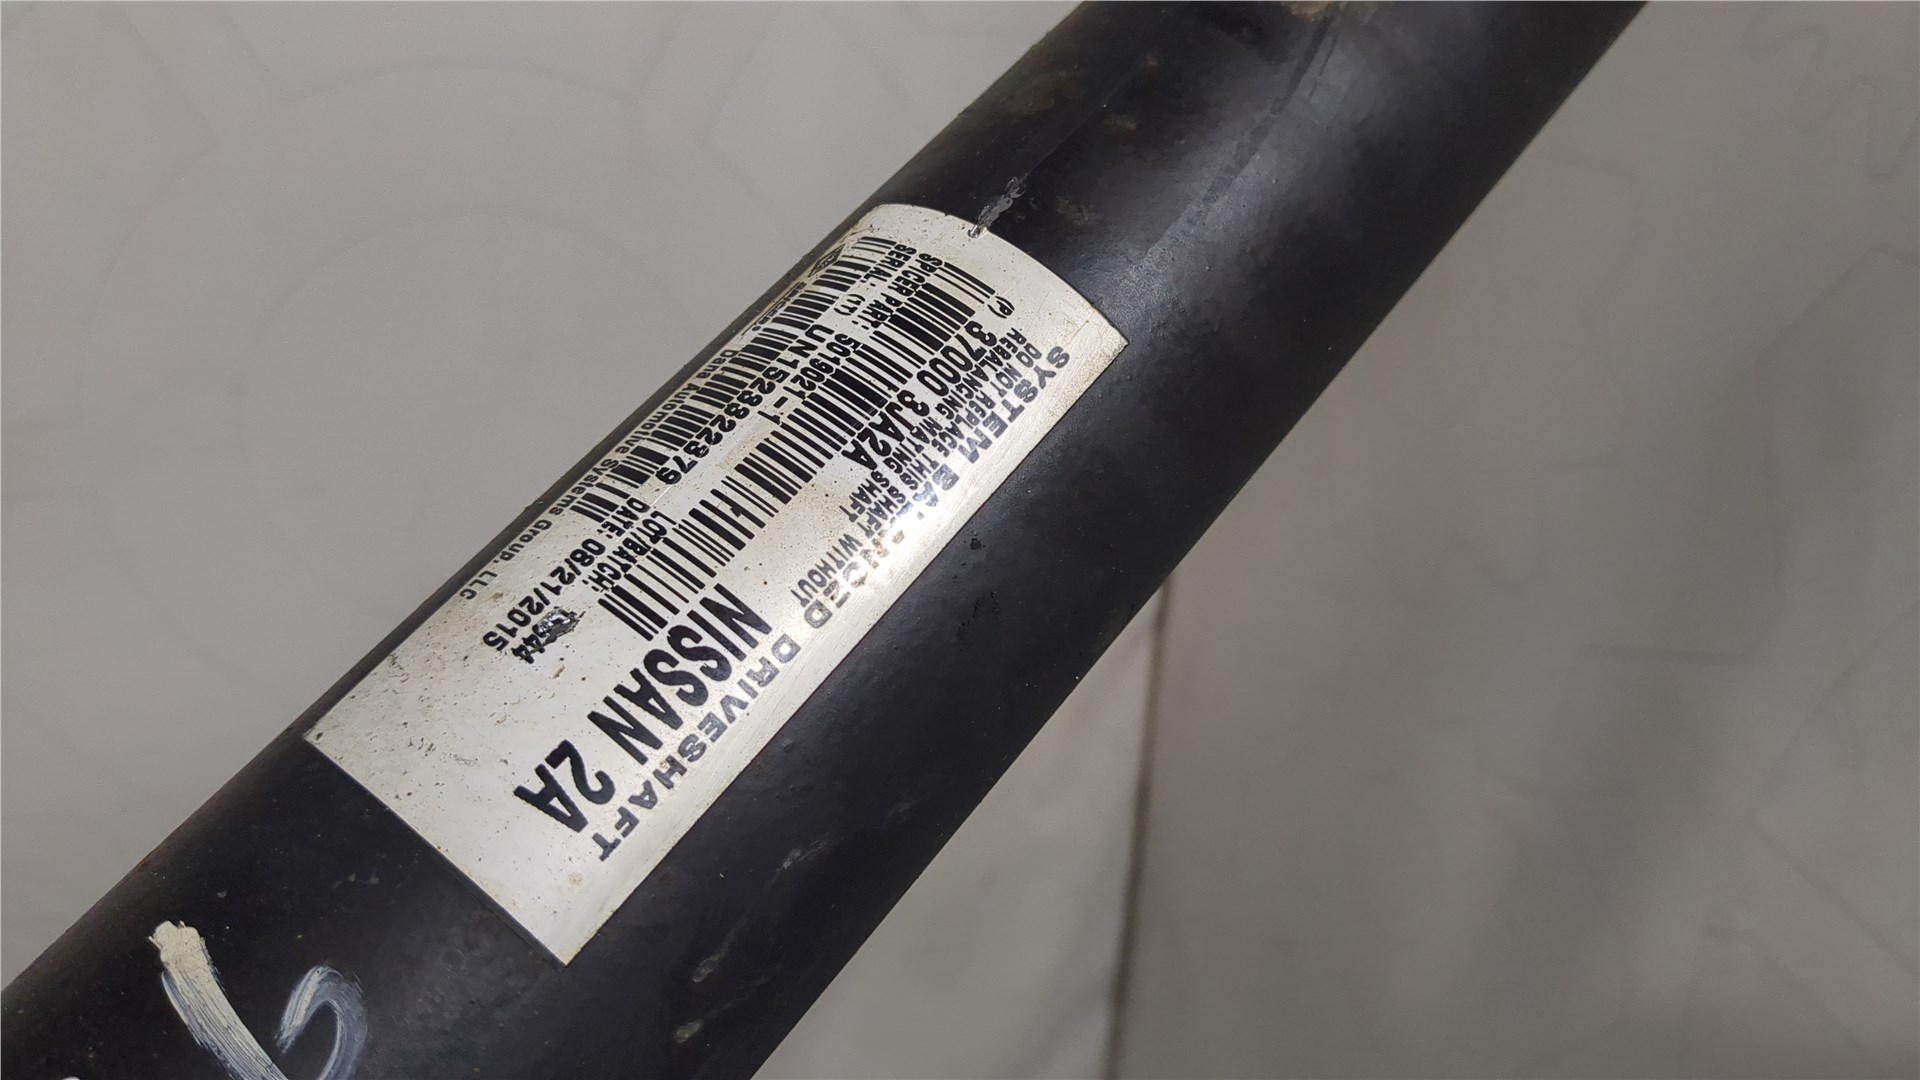 SYSTEM BALANCED DRIVESHAFT
DO NOT REPLACE THIS SHAFT WITHOUT
REBALANCING MATING SHAFT
(P) 37000 3JA2A
NISSAN 2A
SPICER PART: 501902-1
LOT/BATCH:
SERIAL: (1T) UN1523322379 DATE: 08/21/2015
Dana Automotive Systems Group, LLC